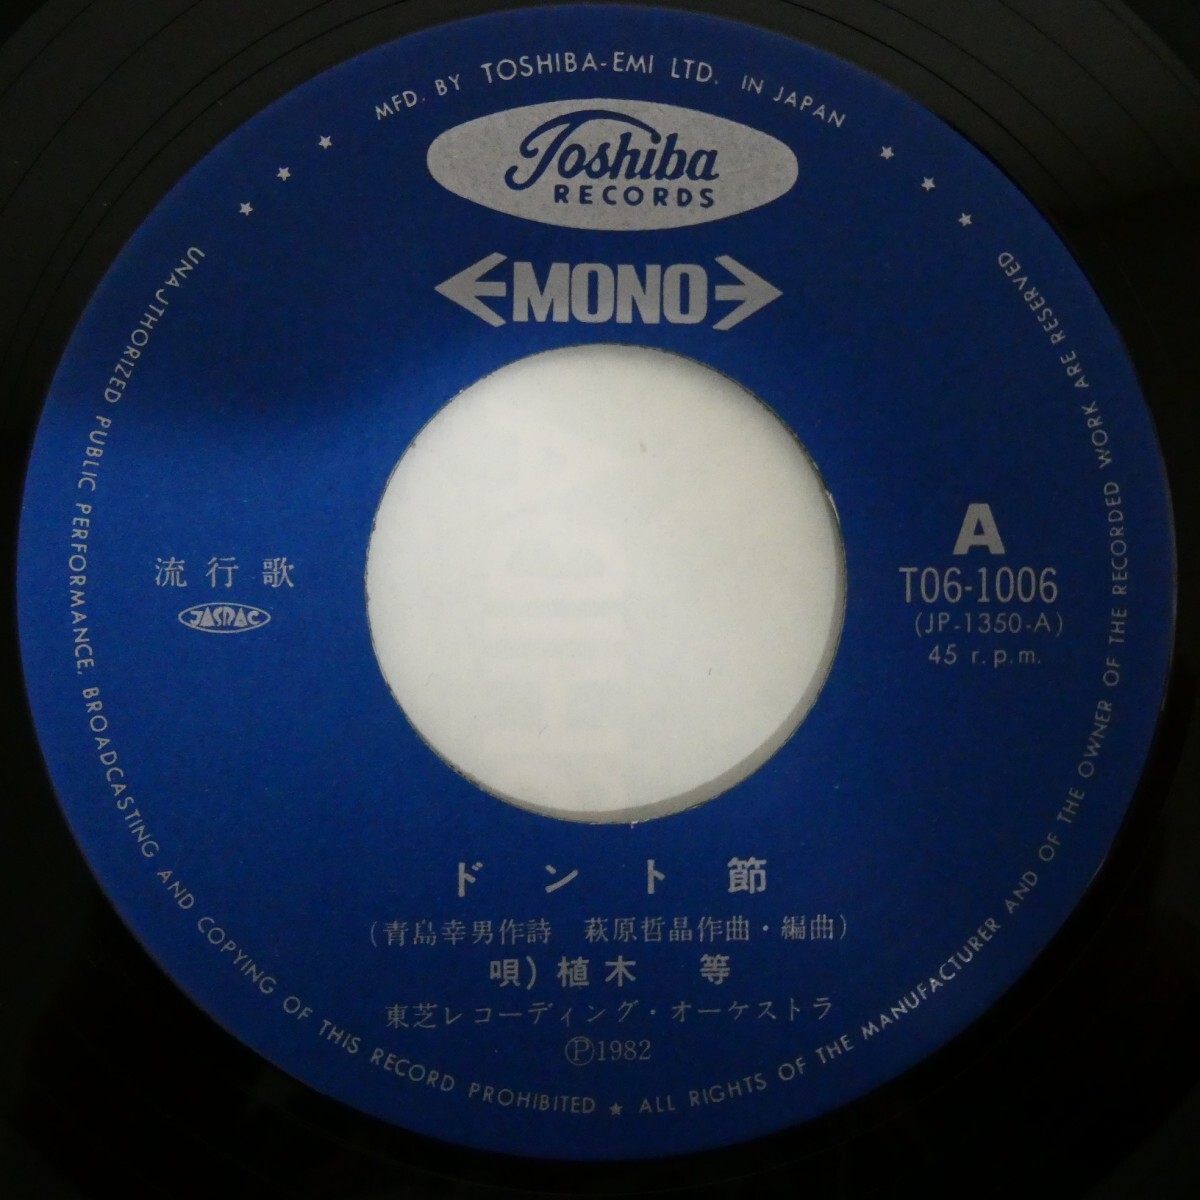 MFD. BY TOSHIBA-EMI LTD. IN JAPAN
Toshiba
RECORDS
MONO
A
T06-1006
(JP-1350-A)
45 r.p.m.
流行歌
JASRAC
ドント節
(青島幸男作詩 萩原哲晶作曲・編曲)
唄)植木 等
東芝レコーディング・オーケストラ
Ⓟ1982
UNAJTHORIZED PUBLIC PERFORMANCE, BROADCASTING AND COPYING OF THIS RECORD PROHIBITED ★ ALL RIGHTS OF THE MANUFACTURER AND OF THE OWNER OF THE RECORDED WORK ARE RESERVED